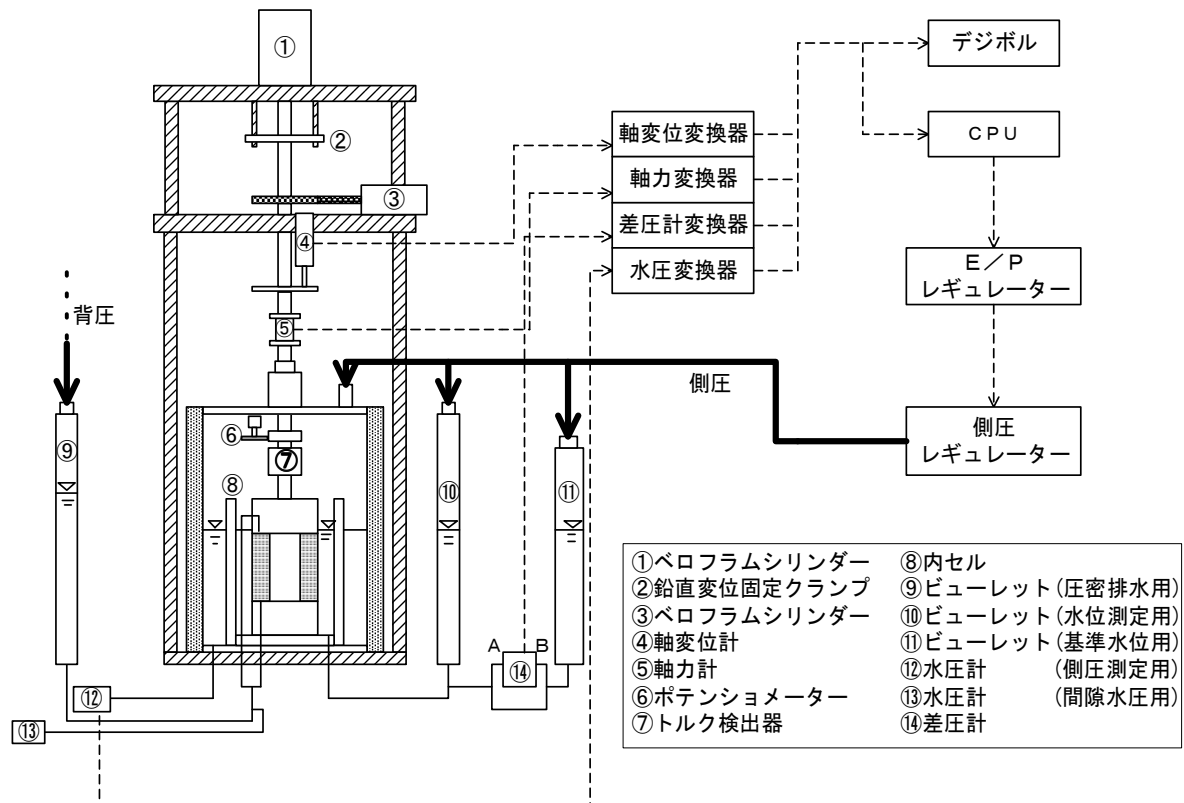 ①
デジボル
②
軸変位変換器
CPU
軸力変換器
③
差圧計変換器
④
水圧変換器
E/P
レギュレーター
背圧
⑤
側圧
側圧
レギュレーター
⑥
⑨
⑦
⑧
⑩
⑪
①ベロフラムシリンダー
②鉛直変位固定クランプ
③ベロフラムシリンダー
④軸変位計
⑤軸力計
⑥ポテンショメーター
⑦トルク検出器
⑧内セル
⑨ビューレット(圧密排水用)
⑩ビューレット(水位測定用)
⑪ビューレット(基準水位用)
⑫水圧計 (側圧測定用)
⑬水圧計 (間隙水圧用)
⑭差圧計
A B
⑭
⑫
⑬